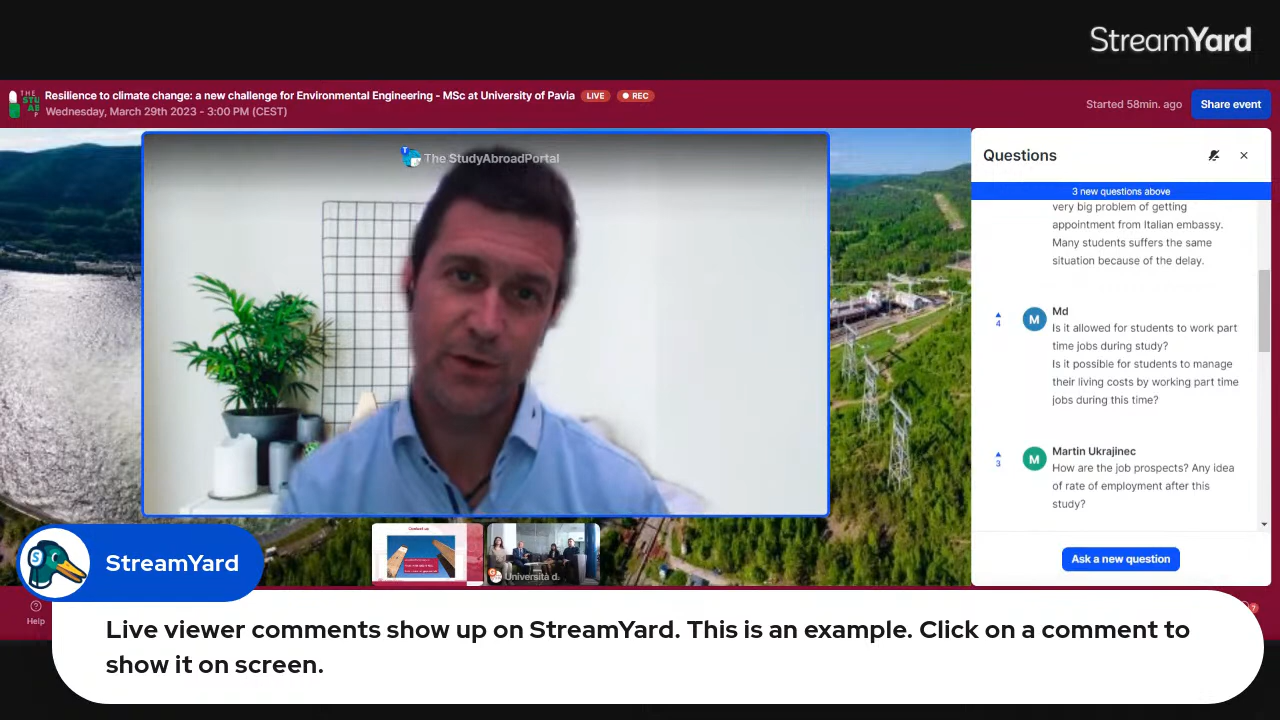 StreamYard
Resilience to climate change: a new challenge for Environmental Engineering - MSc at University of Pavia LIVE REC
Wednesday, March 29th 2023 - 3:00 PM (CEST)
Started 58min. ago
Share event
The StudyAbroadPortal
Questions
3 new questions above
very big problem of getting
appointment from Italian embassy.
Many students suffers the same
situation because of the delay.
M
Md
4
Is it allowed for students to work part
time jobs during study?
Is it possible for students to manage
their living costs by working part time
jobs during this time?
M
Martin Ukrajinec
3
How are the job prospects? Any idea
of rate of employment after this
study?
Ask a new question
Università d.
StreamYard
Help
Live viewer comments show up on StreamYard. This is an example. Click on a comment to
show it on screen.